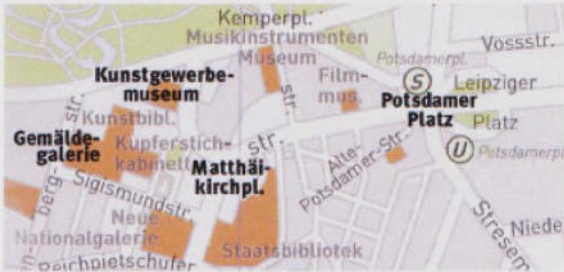 Kemperpl.
Musikinstrumenten
Museum
Vossstr.
Potsdamerpl.
S
Leipziger
Film-
mus.
Kunstgewerbe-
museum
Potsdamer
Platz
Platz
str.
str.
Kunstbibl.
str.
Gemälde-
galerie
Kupferstich-
kabinett
Matthäi-
kirchpl.
Alte-
Potsdamer-Str.
U
Potsdamerpl
Sigismundstr.
berg-
Neue
Nationalgalerie
Staatsbibliotek
Reichpietschufer
Stresem
Niede